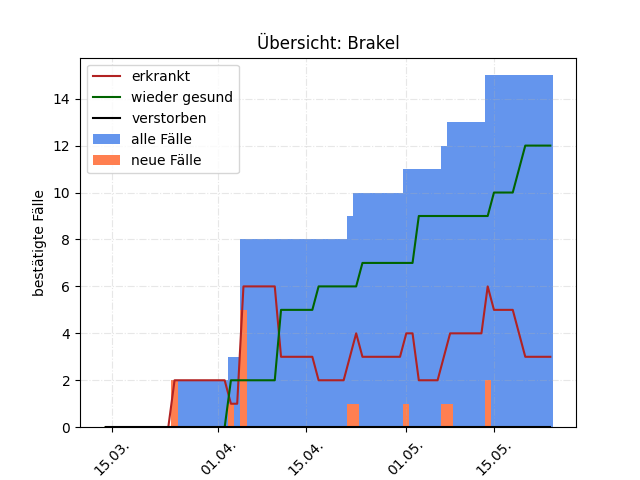 Übersicht: Brakel
erkrankt
wieder gesund
verstorben
alle Fälle
neue Fälle
bestätigte Fälle
14
12
10
8
6
4
2
0
15.03.
01.04.
15.04.
01.05.
15.05.